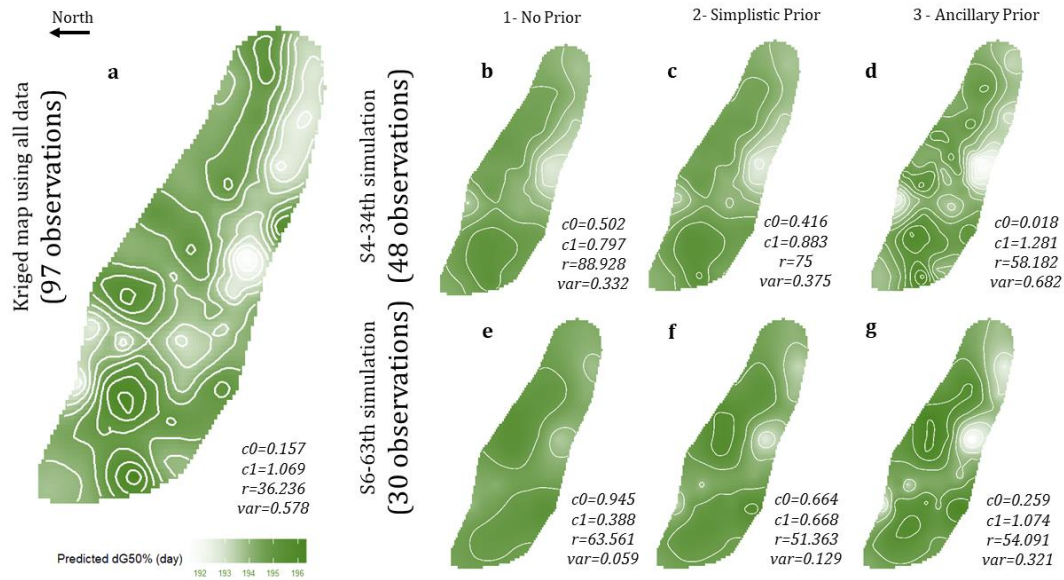 North
a
Kriged map using all data
(97 observations)
c0=0.157
c1=1.069
r=36.236
var=0.578
Predicted dG50% (day)
192 193 194 195 196
1- No Prior
2- Simplistic Prior
3 - Ancillary Prior
S4-34th simulation
(48 observations)
b
c0=0.502
c1=0.797
r=88.928
var=0.332
c
c0=0.416
c1=0.883
r=75
var=0.375
d
c0=0.018
c1=1.281
r=58.182
var=0.682
S6-63th simulation
(30 observations)
e
c0=0.945
c1=0.388
r=63.561
var=0.059
f
c0=0.664
c1=0.668
r=51.363
var=0.129
g
c0=0.259
c1=1.074
r=54.091
var=0.321